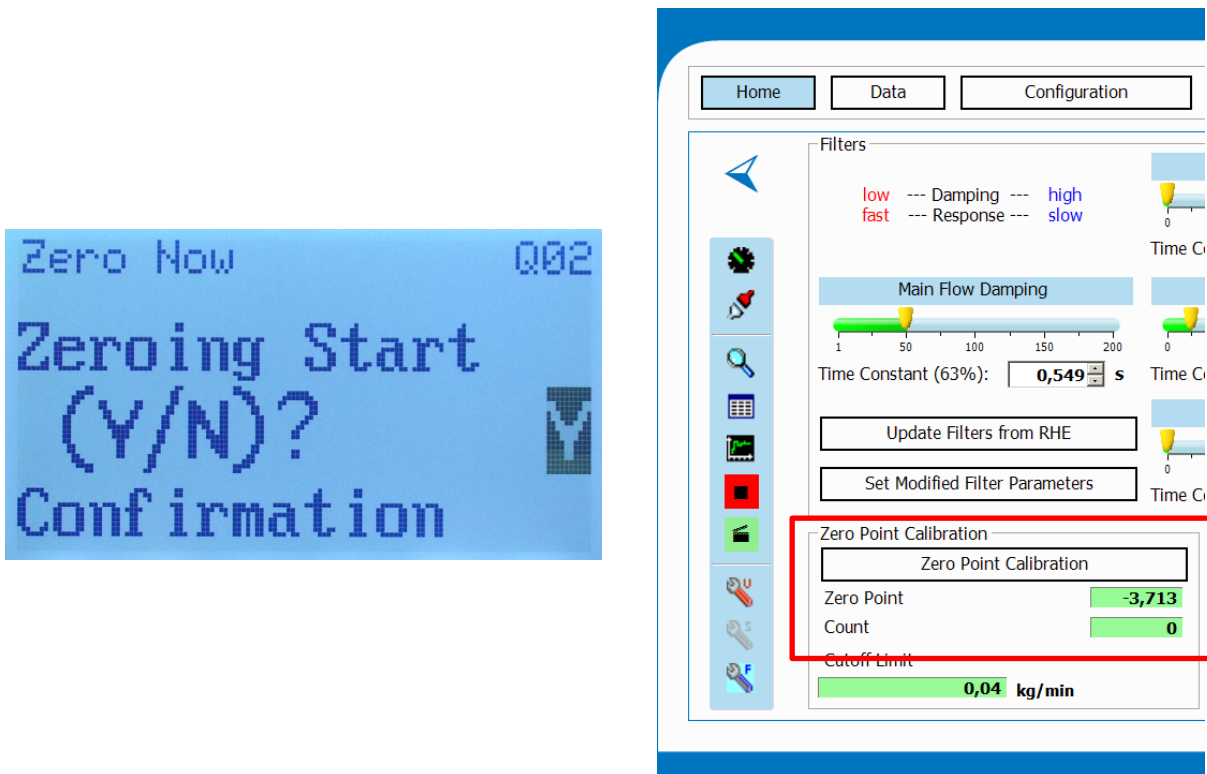 Zero Now Q02
Zeroing Start
(Y/N)? Y
Confirmation
Home Data Configuration
Filters
low --- Damping --- high
fast --- Response --- slow
0
Time Co
Main Flow Damping
1 50 100 150 200
0
Time Constant (63%): 0,549 s Time Co
Update Filters from RHE
0
Set Modified Filter Parameters
Time Co
Zero Point Calibration
Zero Point Calibration
Zero Point -3,713
Count 0
Cutoff Limit
0,04 kg/min
U
S
F